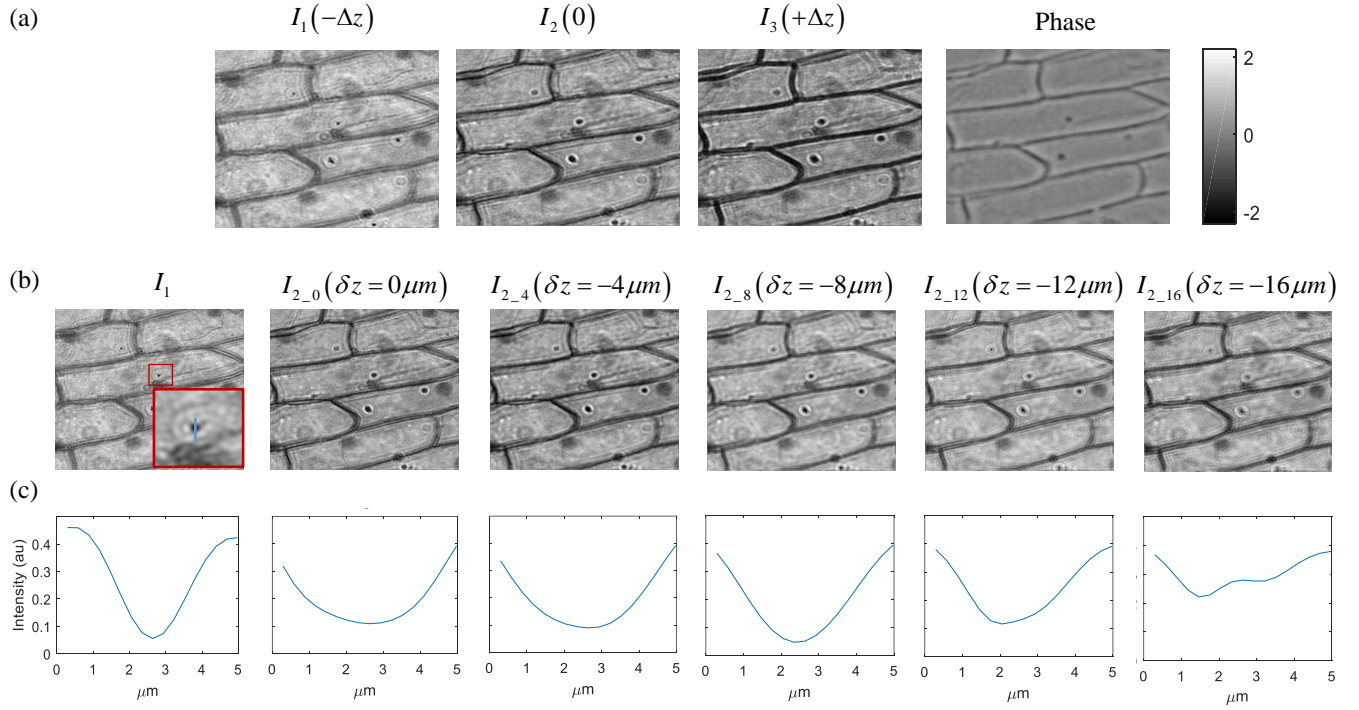 (a) I₁(−Δz) I₂(0) I₃(+Δz) Phase
2
0
-2
(b) I₁ I₂_₀(δz = 0μm) I₂_₄(δz = −4μm) I₂_₈(δz = −8μm) I₂_₁₂(δz = −12μm) I₂_₁₆(δz = −16μm)
(c)
Intensity (au)
0.4
0.3
0.2
0.1
0
0 1 2 3 4 5 0 1 2 3 4 5 0 1 2 3 4 5 0 1 2 3 4 5 0 1 2 3 4 5 0 1 2 3 4 5
μm μm μm μm μm μm